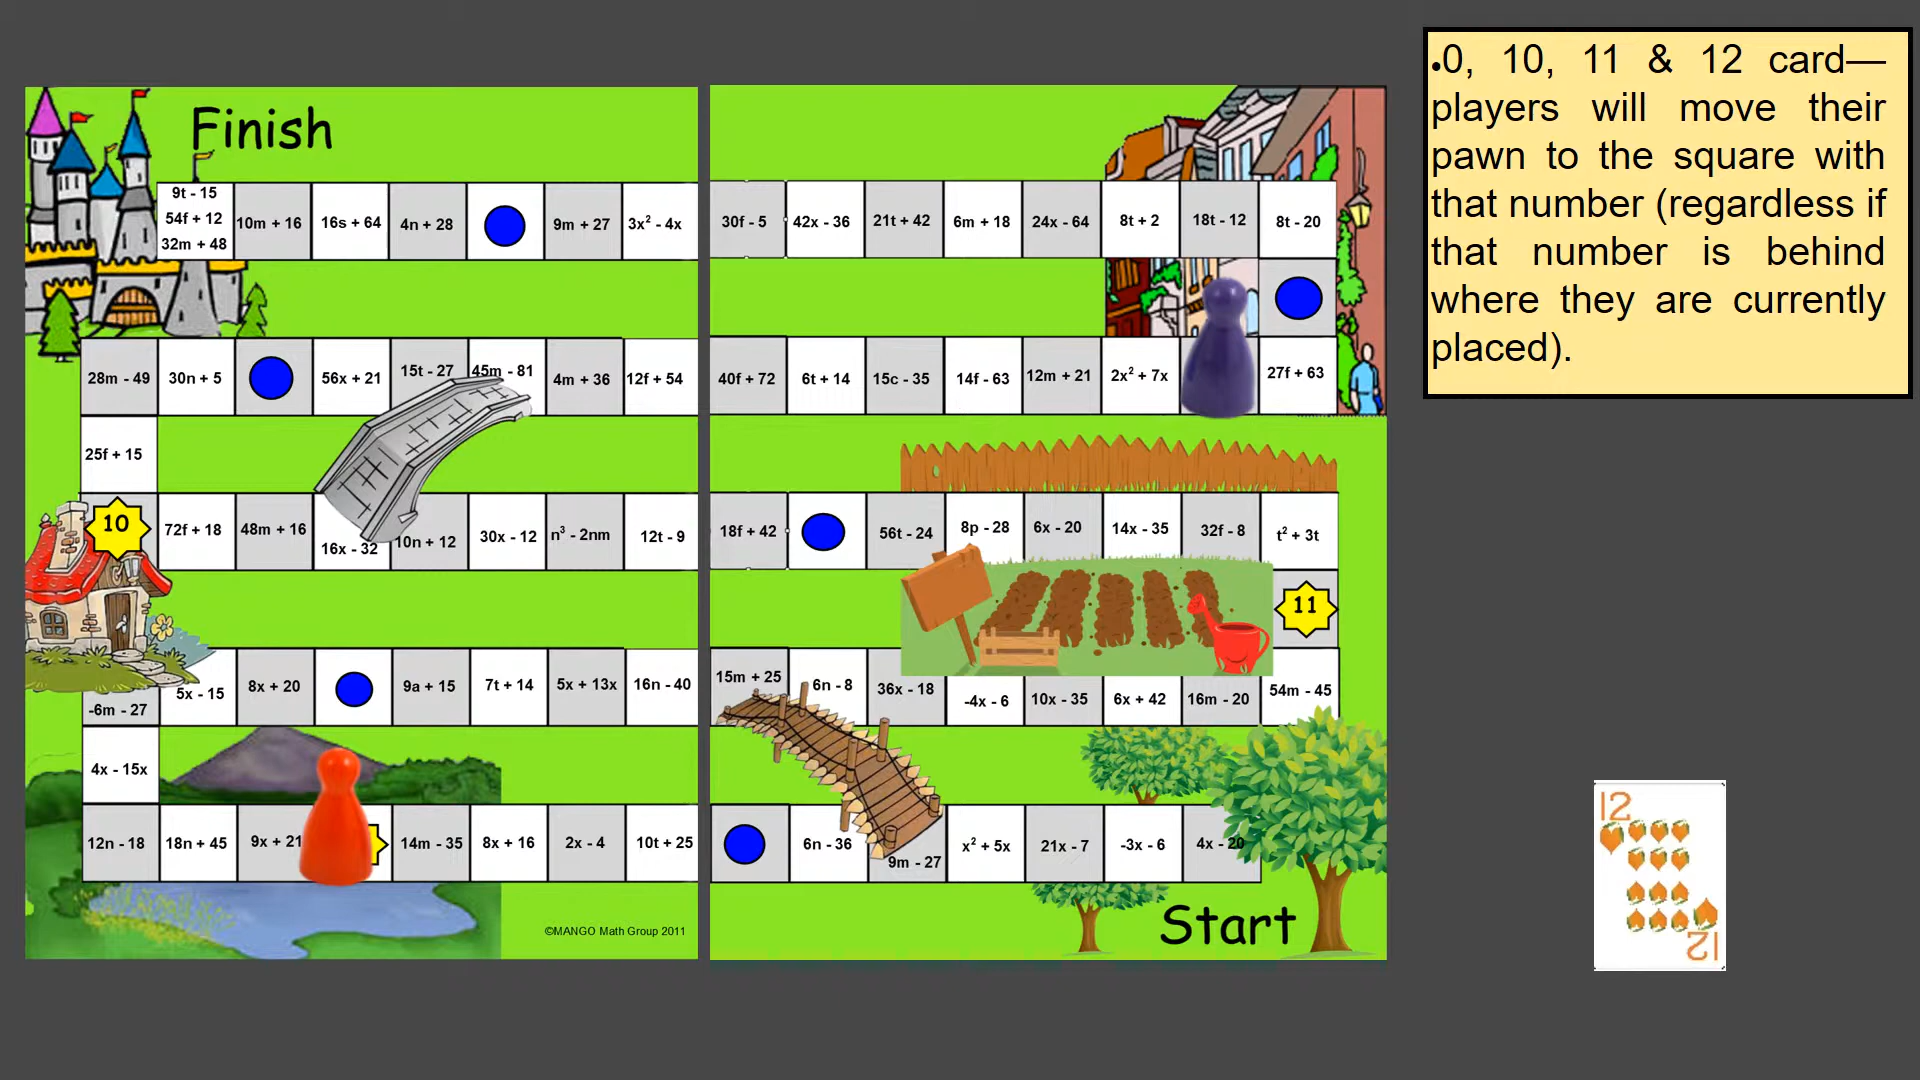 •0, 10, 11 & 12 card—
players will move their
pawn to the square with
that number (regardless if
that number is behind
where they are currently
placed).
Finish
9t - 15
54f + 12
32m + 48
10m + 16
16s + 64
4n + 28
9m + 27
3x² - 4x
30f - 5
42x - 36
21t + 42
6m + 18
24x - 64
8t + 2
18t - 12
8t - 20
28m - 49
30n + 5
56x + 21
15t - 27
45m - 81
4m + 36
12f + 54
40f + 72
6t + 14
15c - 35
14f - 63
12m + 21
2x² + 7x
27f + 63
25f + 15
10
72f + 18
48m + 16
16x - 32
10n + 12
30x - 12
n³ - 2nm
12t - 9
18f + 42
56t - 24
8p - 28
6x - 20
14x - 35
32f - 8
t² + 3t
11
-6m - 27
5x - 15
8x + 20
9a + 15
7t + 14
5x + 13x
16n - 40
15m + 25
6n - 8
36x - 18
-4x - 6
10x - 35
6x + 42
16m - 20
54m - 45
4x - 15x
12n - 18
18n + 45
9x + 21
14m - 35
8x + 16
2x - 4
10t + 25
6n - 36
9m - 27
x² + 5x
21x - 7
-3x - 6
4x - 20
©MANGO Math Group 2011
Start
12
12